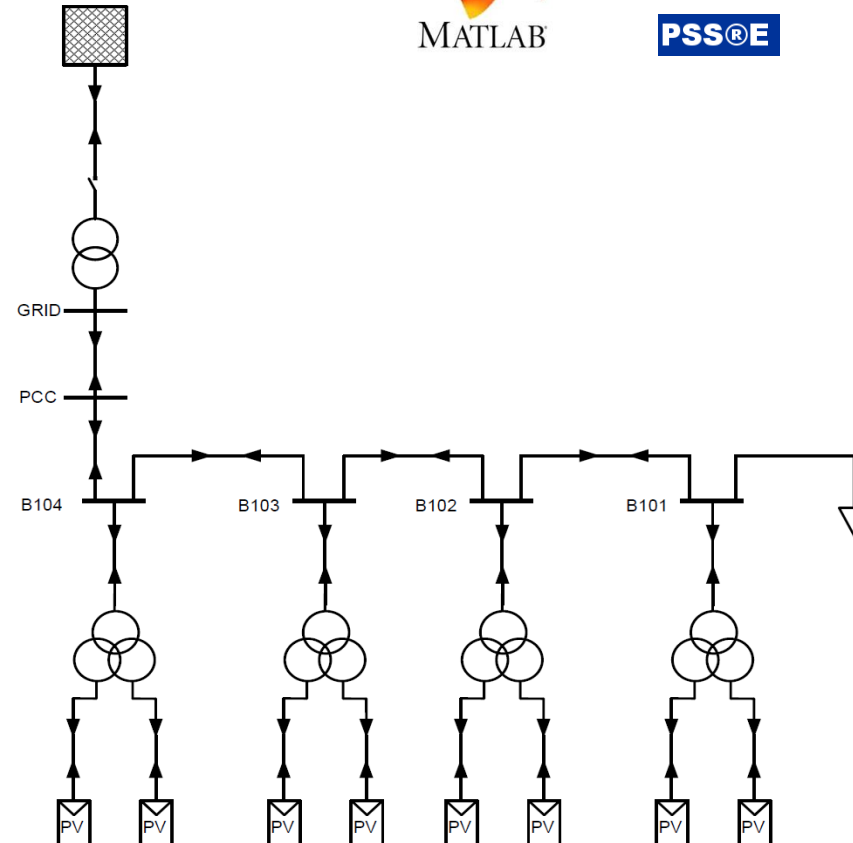 MATLAB
PSS®E
GRID
PCC
B104
B103
B102
B101
PV
PV
PV
PV
PV
PV
PV
PV